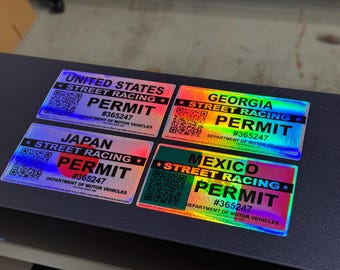 UNITED STATES
STREET RACING
PERMIT
#365247
DEPARTMENT OF MOTOR VEHICLES
GEORGIA
STREET RACING
PERMIT
#365247
DEPARTMENT OF MOTOR VEHICLES
JAPAN
STREET RACING
PERMIT
#365247
DEPARTMENT OF MOTOR VEHICLES
MEXICO
STREET RACING
PERMIT
#365247
DEPARTMENT OF MOTOR VEHICLES